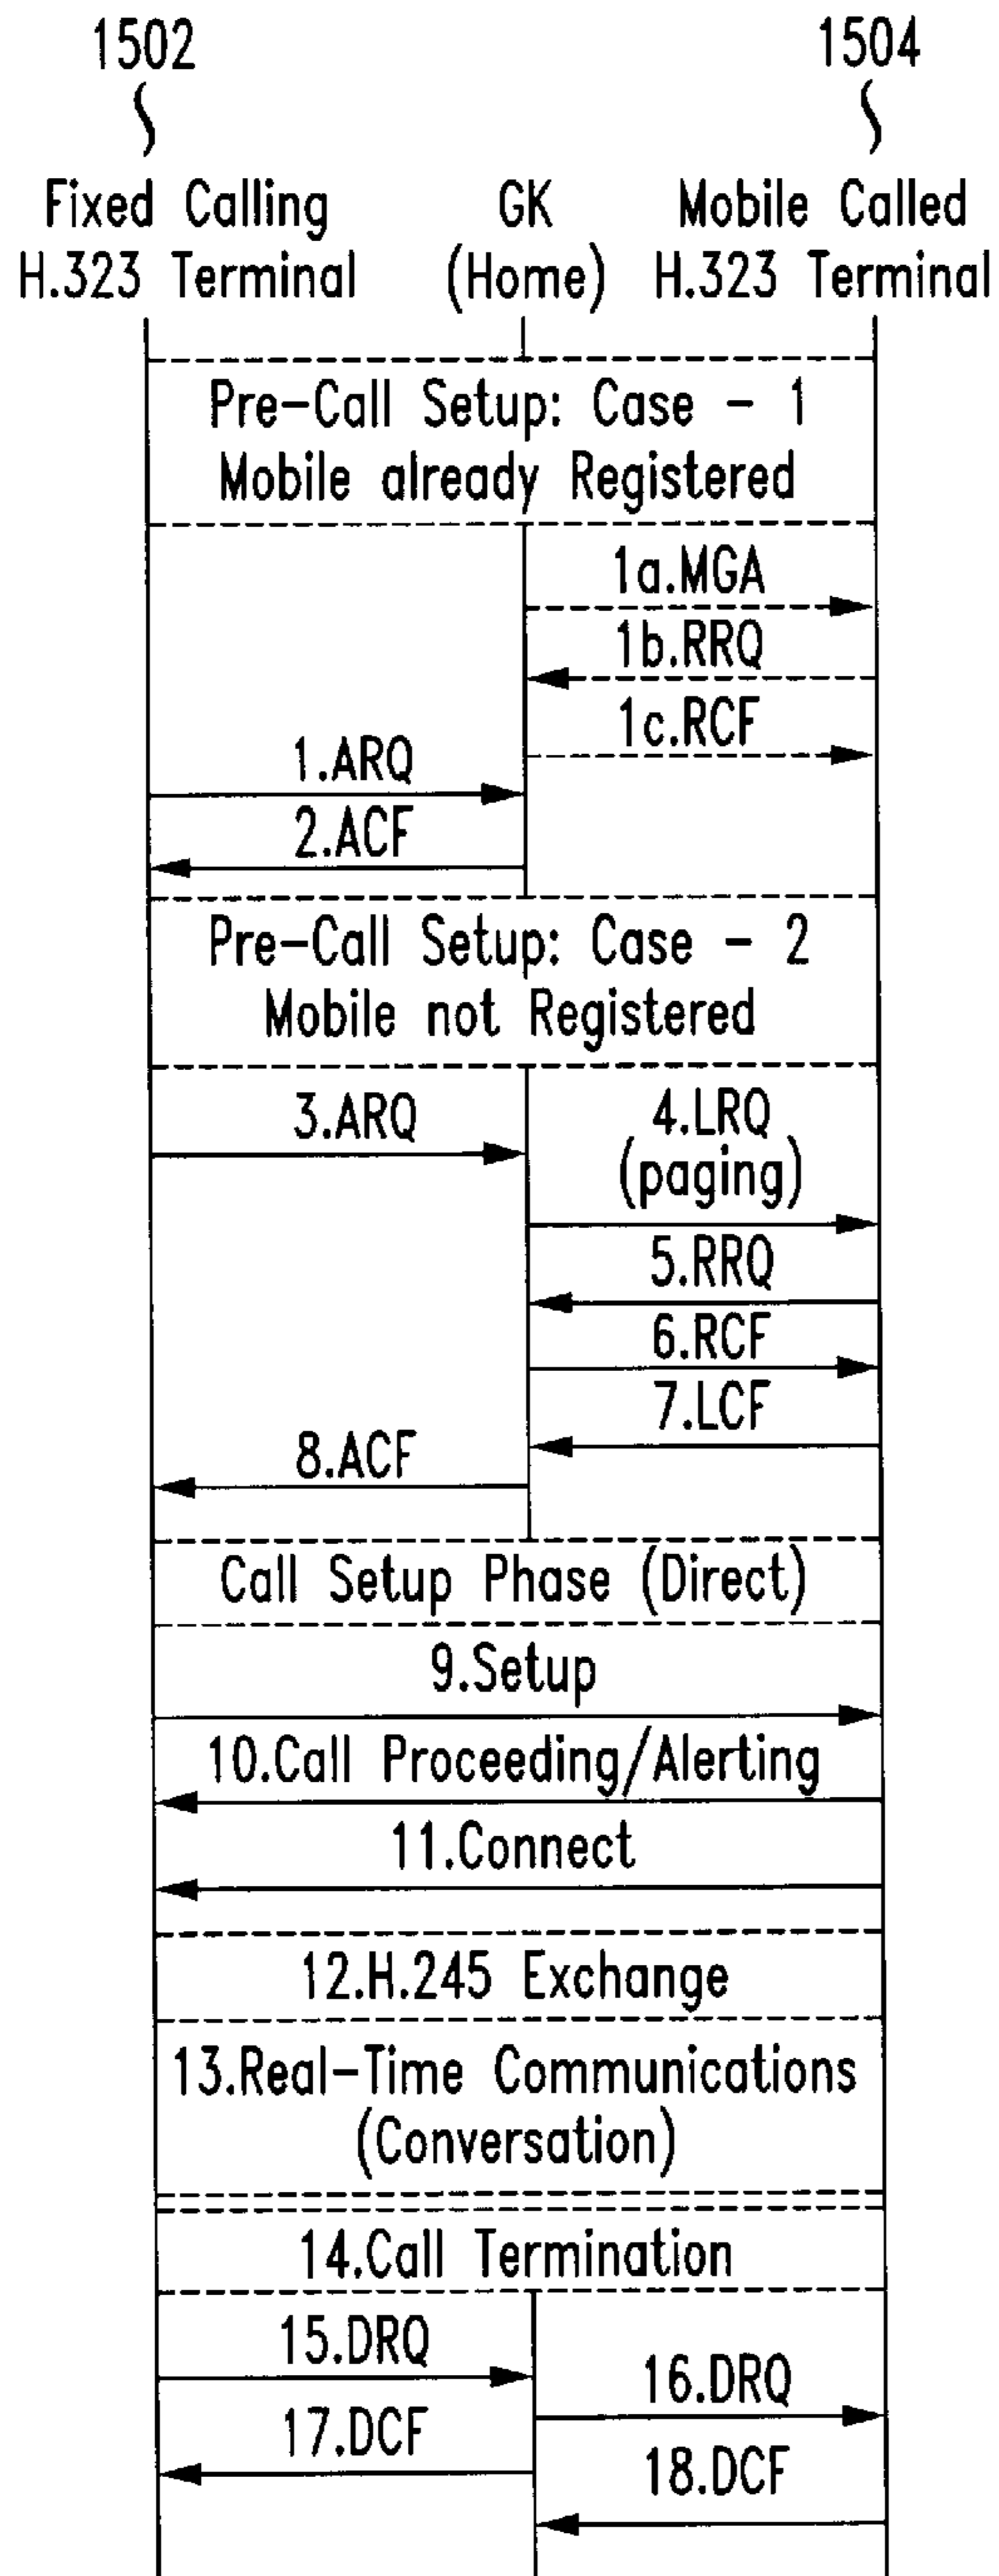 1502
1504
Fixed Calling
H.323 Terminal
GK
(Home)
Mobile Called
H.323 Terminal
Pre-Call Setup: Case - 1
Mobile already Registered
1a.MGA
1b.RRQ
1c.RCF
1.ARQ
2.ACF
Pre-Call Setup: Case - 2
Mobile not Registered
3.ARQ
4.LRQ
(paging)
5.RRQ
6.RCF
7.LCF
8.ACF
Call Setup Phase (Direct)
9.Setup
10.Call Proceeding/Alerting
11.Connect
12.H.245 Exchange
13.Real-Time Communications
(Conversation)
14.Call Termination
15.DRQ
16.DRQ
17.DCF
18.DCF